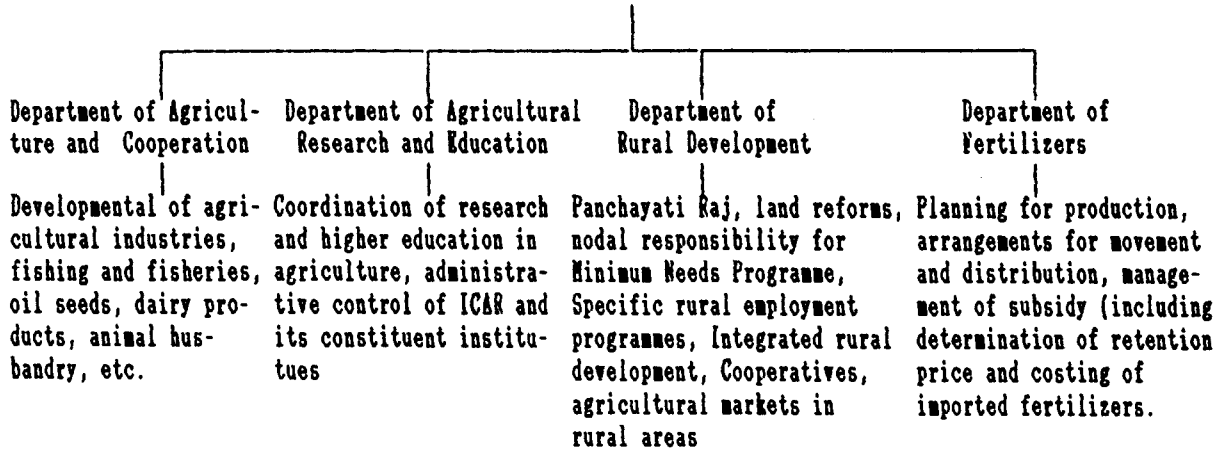 Department of Agricul-
ture and Cooperation
Department of Agricultural
Research and Education
Department of
Rural Development
Department of
Fertilizers
Developmental of agri-
cultural industries,
fishing and fisheries,
oil seeds, dairy pro-
ducts, animal hus-
bandry, etc.
Coordination of research
and higher education in
agriculture, administra-
tive control of ICAR and
its constituent institu-
tues
Panchayati Raj, land reforms,
nodal responsibility for
Minimum Needs Programme,
Specific rural employment
programmes, Integrated rural
development, Cooperatives,
agricultural markets in
rural areas
Planning for production,
arrangements for movement
and distribution, manage-
ment of subsidy (including
determination of retention
price and costing of
imported fertilizers.